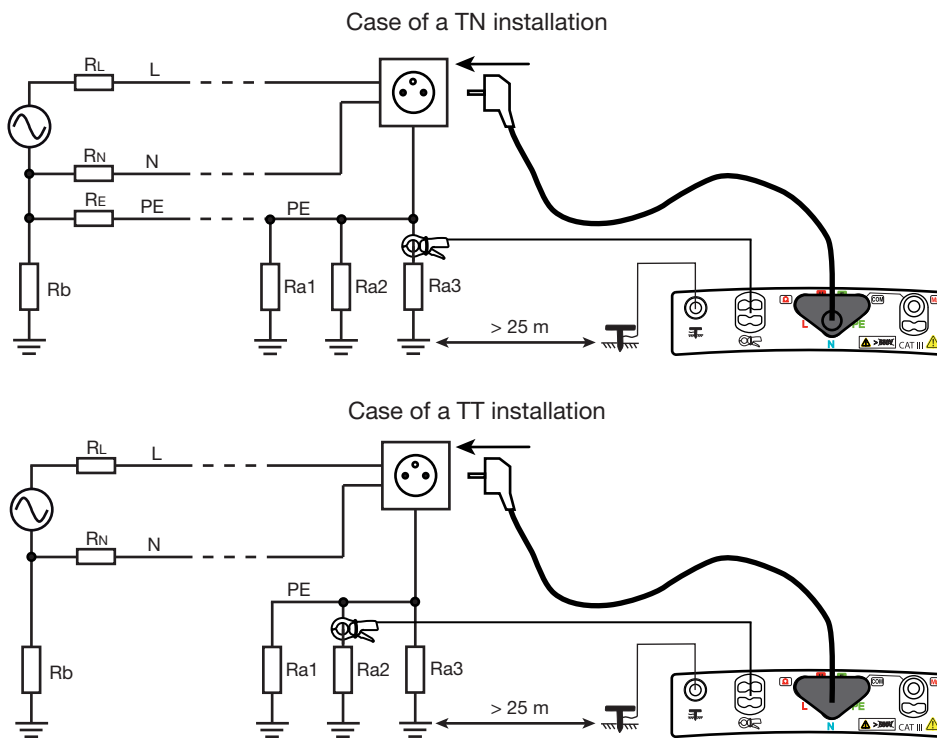 Case of a TN installation
RL
L
RN
N
RE
PE
PE
Rb
Ra1
Ra2
Ra3
> 25 m
L
PE
N
COM
CAT III
Case of a TT installation
RL
L
RN
N
PE
Rb
Ra1
Ra2
Ra3
> 25 m
L
PE
N
COM
CAT III